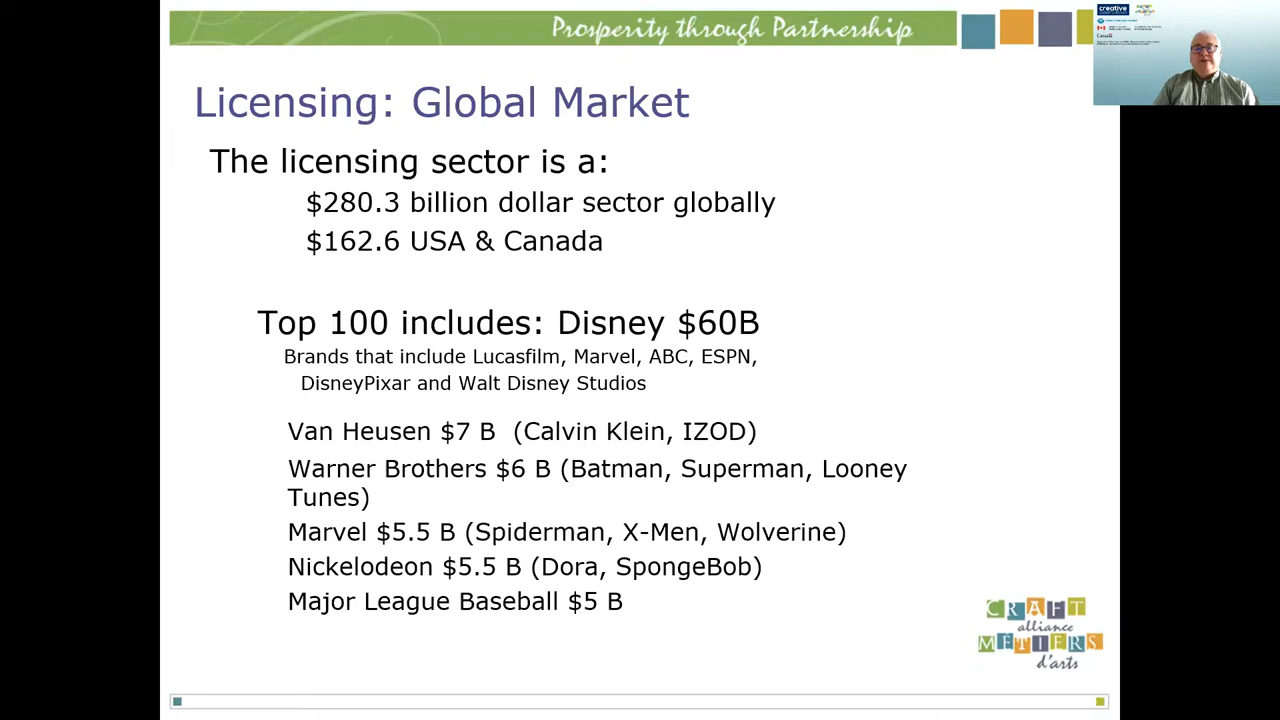 Prosperity through Partnership
creative
Canada
Licensing: Global Market
The licensing sector is a:
$280.3 billion dollar sector globally
$162.6 USA & Canada
Top 100 includes: Disney $60B
Brands that include Lucasfilm, Marvel, ABC, ESPN,
DisneyPixar and Walt Disney Studios
Van Heusen $7 B (Calvin Klein, IZOD)
Warner Brothers $6 B (Batman, Superman, Looney
Tunes)
Marvel $5.5 B (Spiderman, X-Men, Wolverine)
Nickelodeon $5.5 B (Dora, SpongeBob)
Major League Baseball $5 B
CRAFT
alliance
METIERS
d'arts